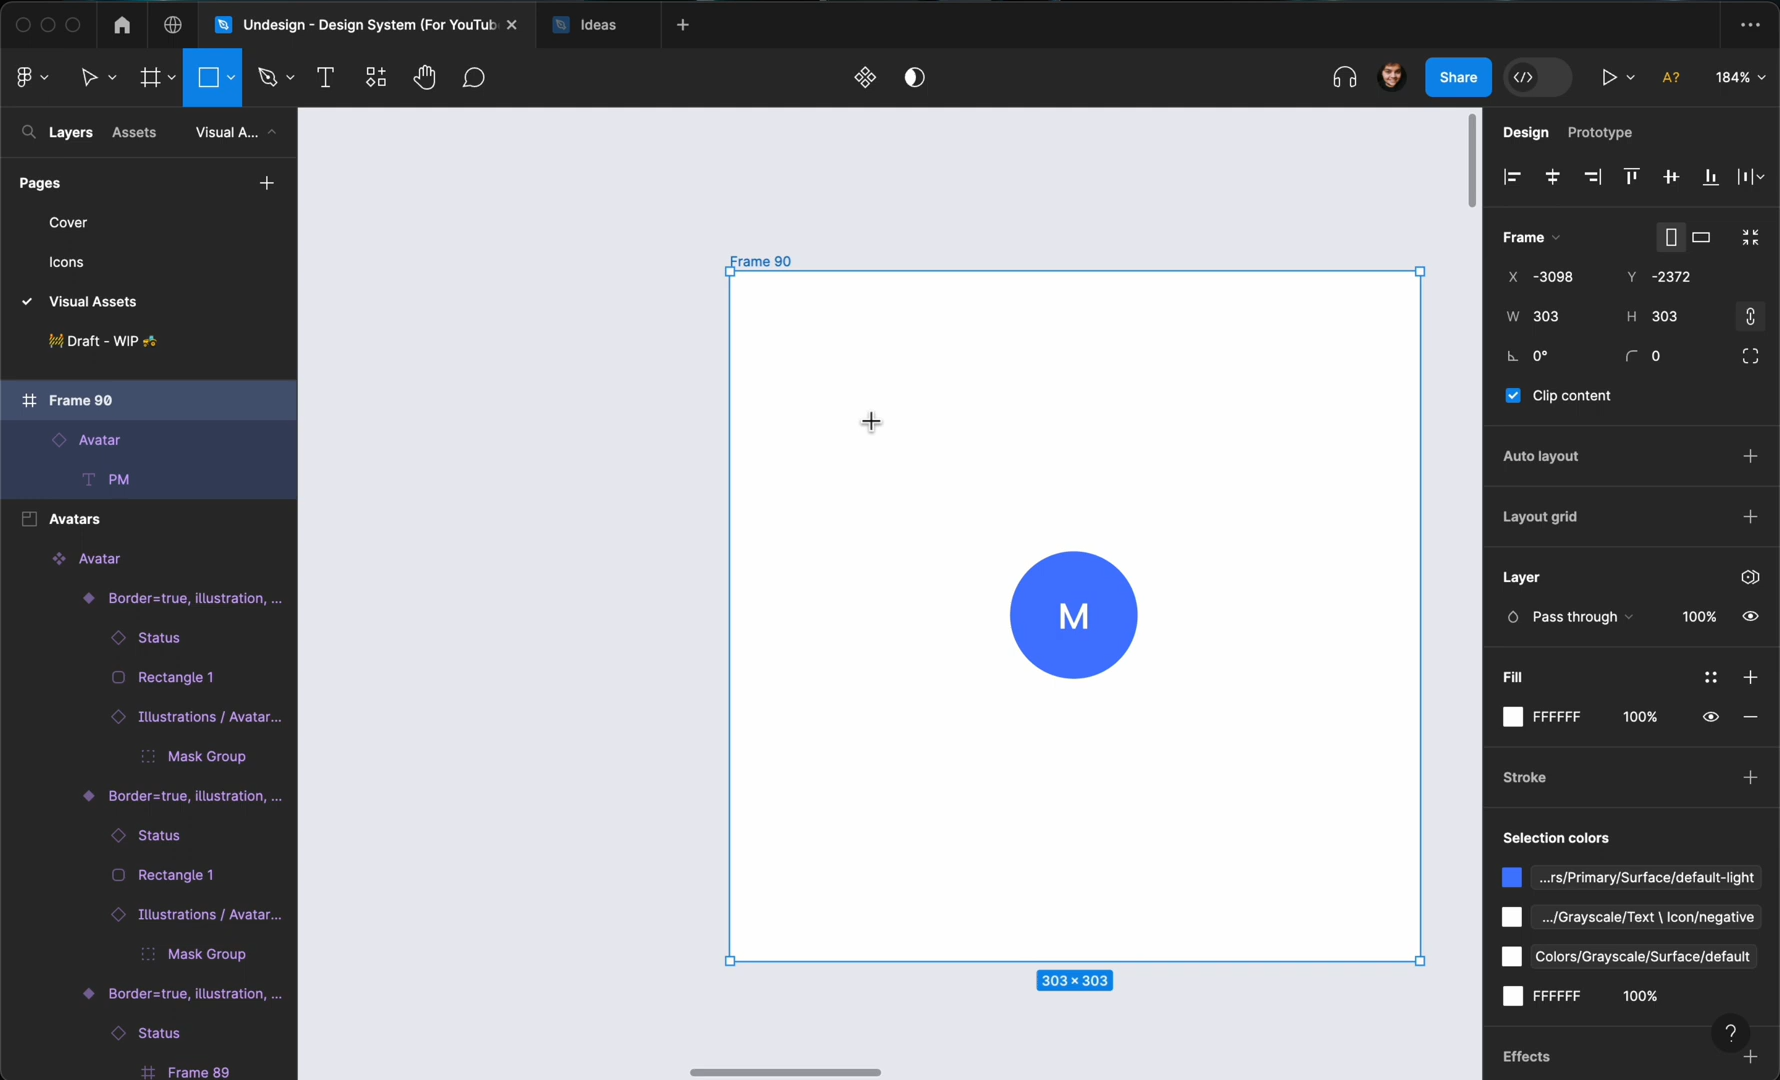 Undesign - Design System (For YouTub
Ideas
Share
A?
184%
Layers
Assets
Visual A...
Pages
Cover
Icons
Visual Assets
🚧 Draft - WIP 🚜
Frame 90
Avatar
PM
Avatars
Avatar
Border=true, illustration, ...
Status
Rectangle 1
Illustrations / Avatar...
Mask Group
Border=true, illustration, ...
Status
Rectangle 1
Illustrations / Avatar...
Mask Group
Border=true, illustration, ...
Status
Frame 89
Frame 90
M
303 × 303
Design
Prototype
Frame
X -3098 Y -2372
W 303 H 303
0° 0
Clip content
Auto layout
Layout grid
Layer
Pass through 100%
Fill
FFFFFF 100%
Stroke
Selection colors
...rs/Primary/Surface/default-light
.../Grayscale/Text \ Icon/negative
Colors/Grayscale/Surface/default
FFFFFF 100%
?
Effects